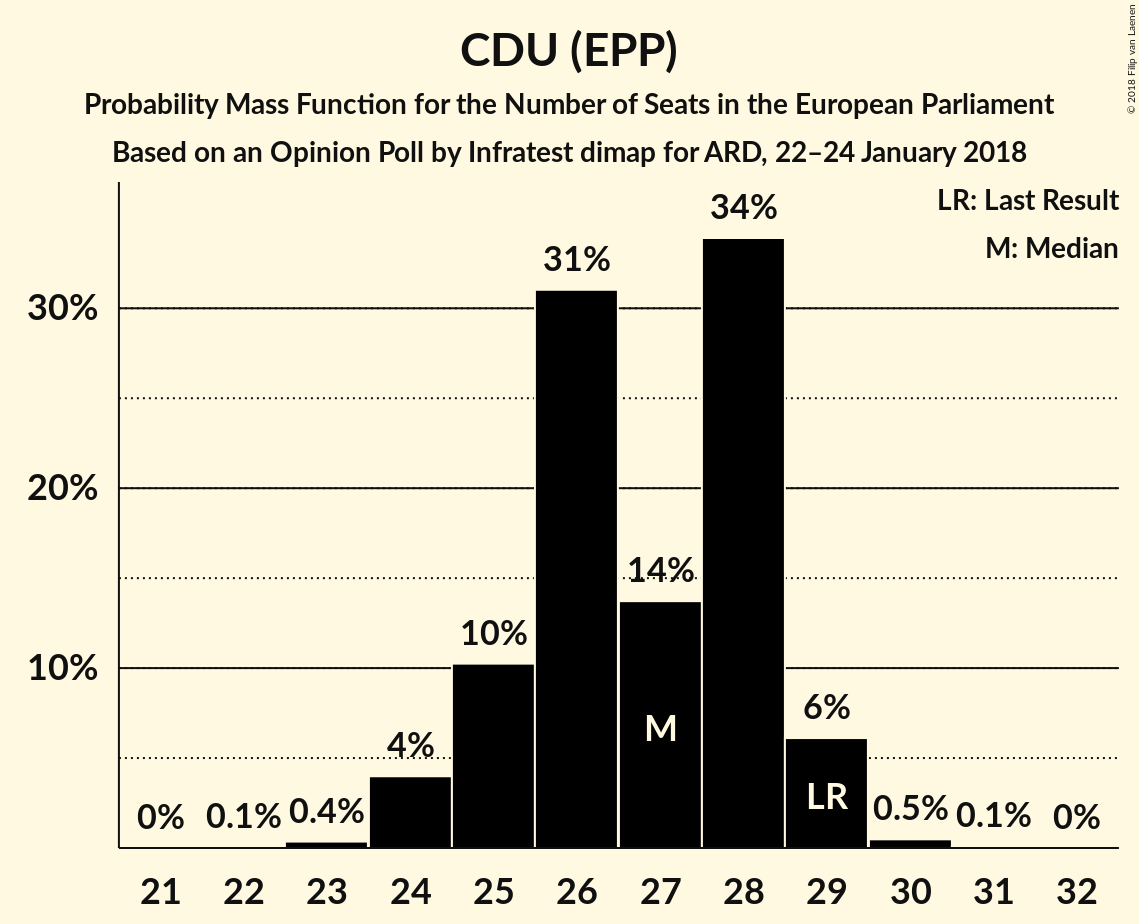 CDU (EPP)
Probability Mass Function for the Number of Seats in the European Parliament
Based on an Opinion Poll by Infratest dimap for ARD, 22–24 January 2018
© 2018 Filip van Laenen
LR: Last Result
M: Median
34%
31%
30%
20%
14%
10%
10%
M
6%
4%
LR
0% 0.1% 0.4% 0.5% 0.1% 0%
21 22 23 24 25 26 27 28 29 30 31 32